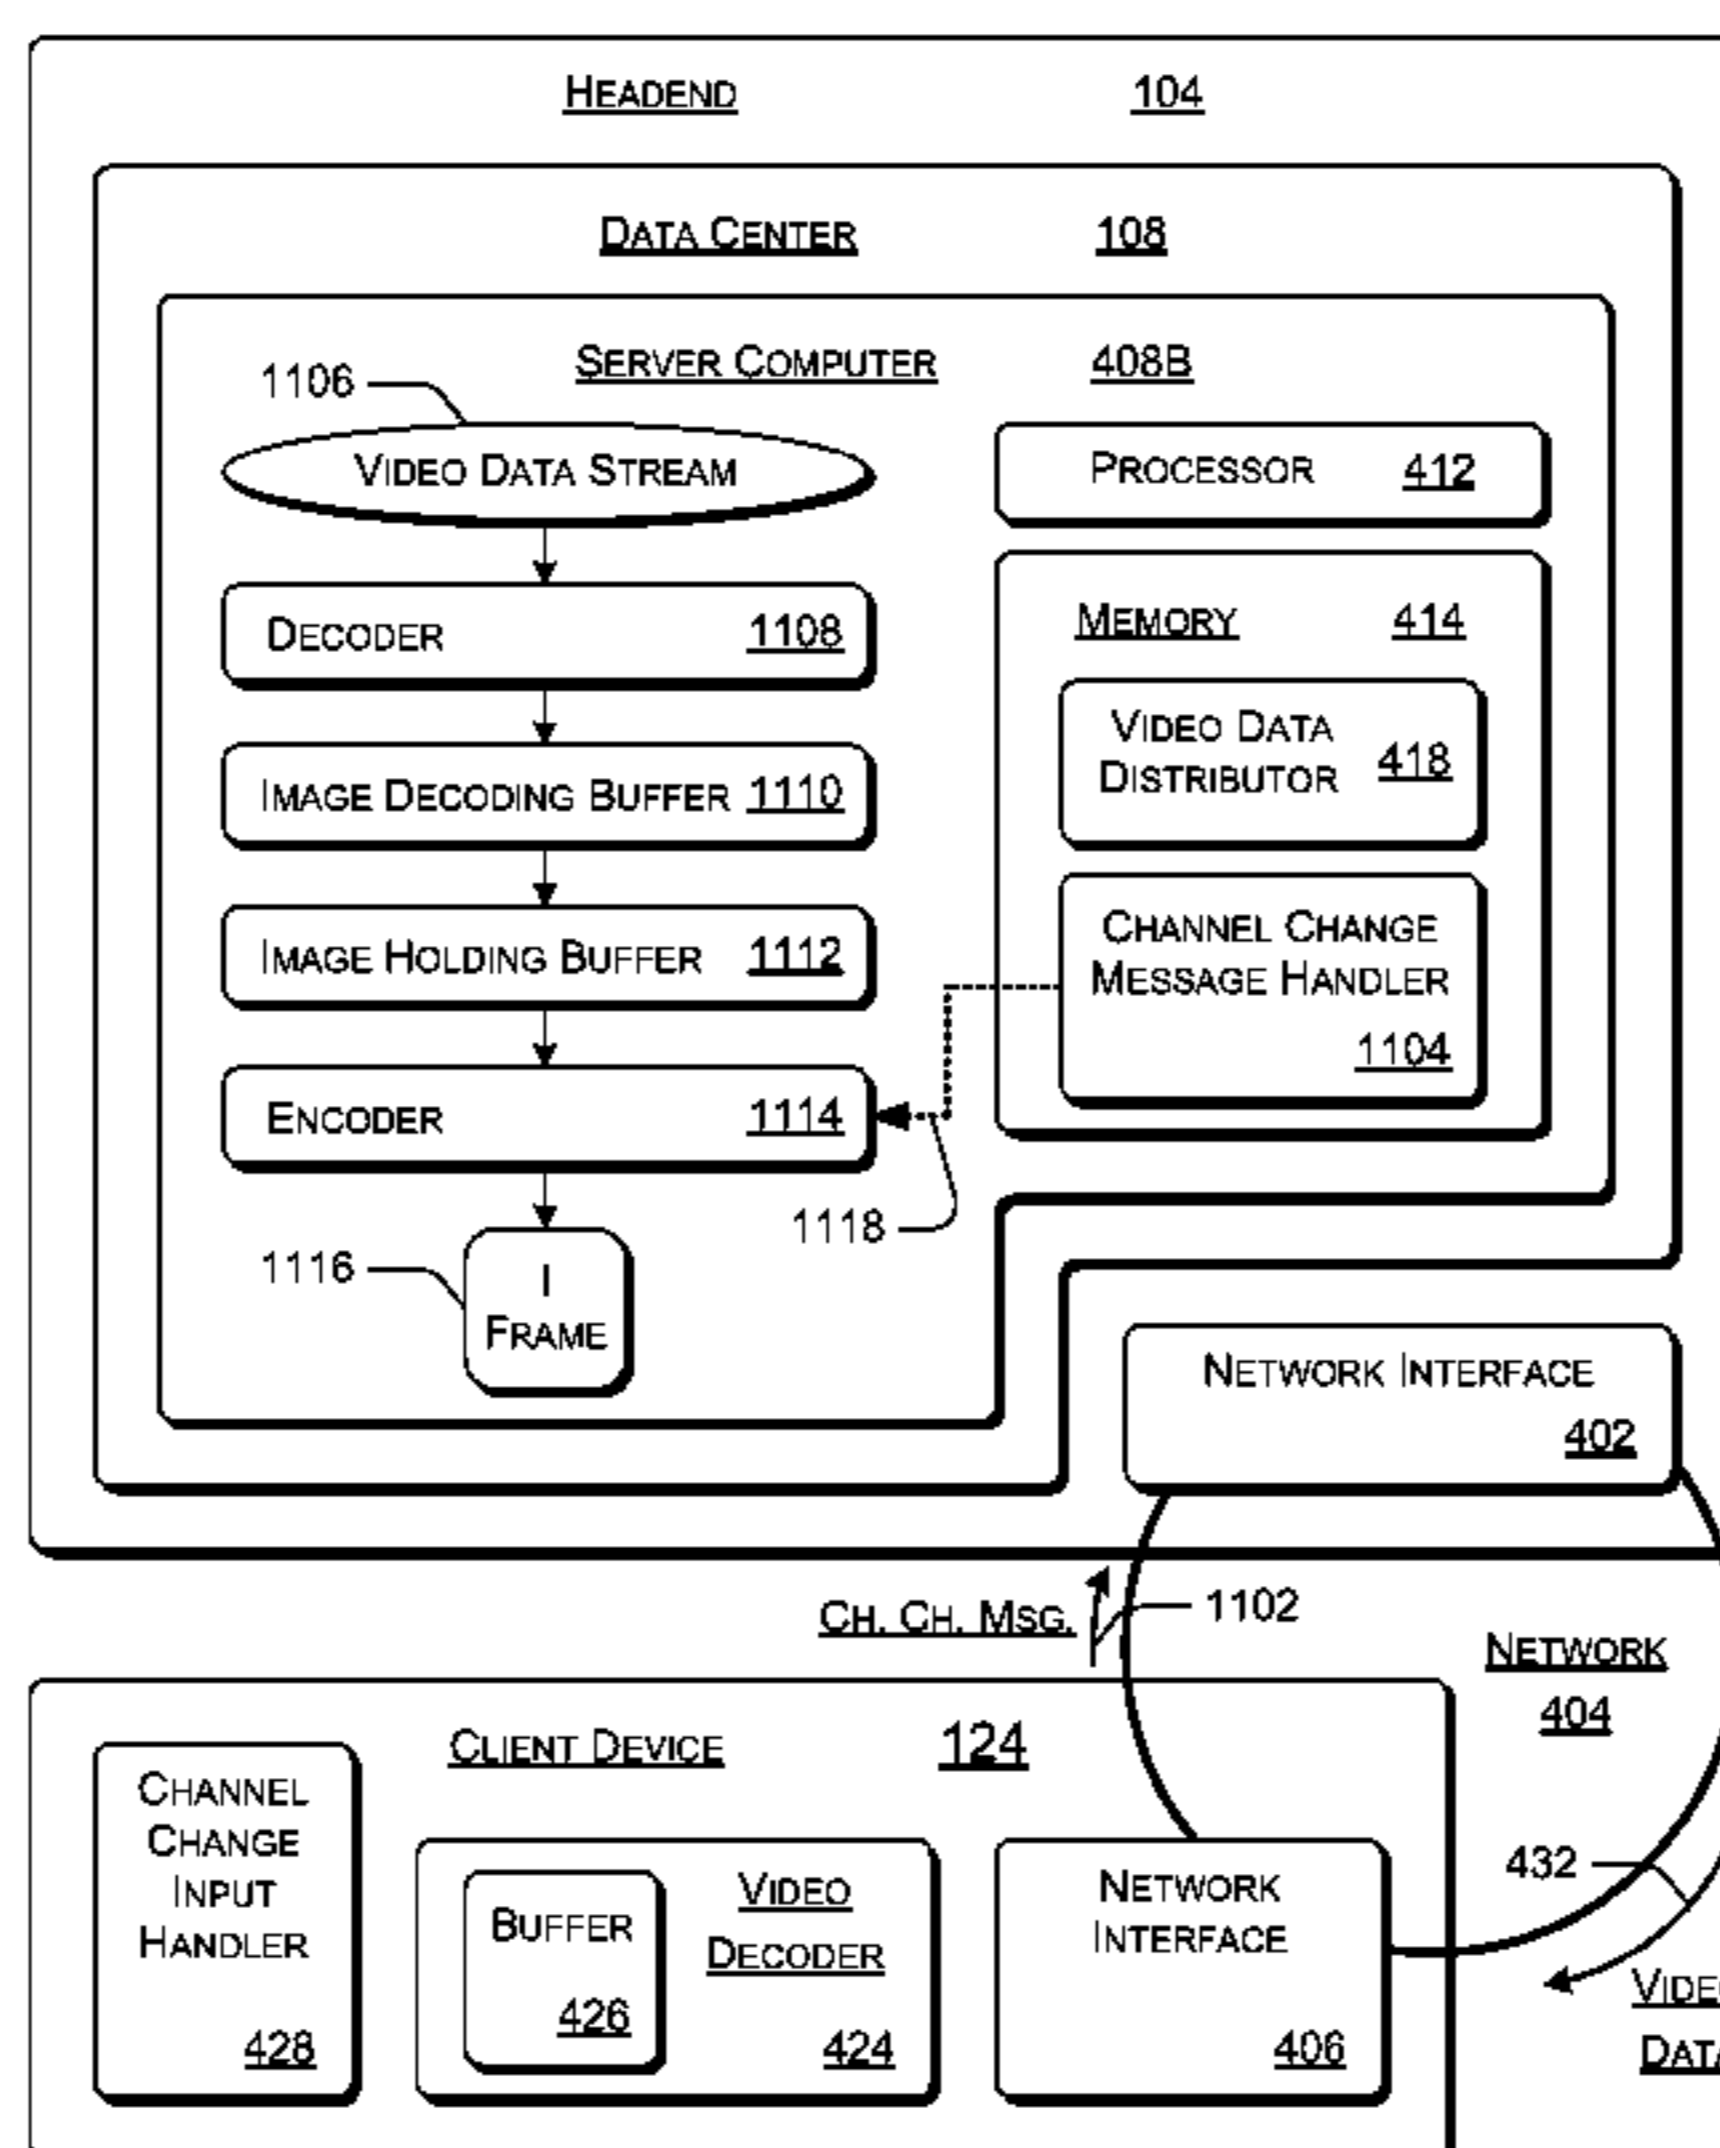 HEADEND 104
DATA CENTER 108
SERVER COMPUTER 408B
1106
VIDEO DATA STREAM
PROCESSOR 412
DECODER 1108
MEMORY 414
VIDEO DATA
DISTRIBUTOR 418
IMAGE DECODING BUFFER 1110
IMAGE HOLDING BUFFER 1112
CHANNEL CHANGE
MESSAGE HANDLER
1104
ENCODER 1114
1118
1116
I
FRAME
NETWORK INTERFACE
402
CH. CH. MSG.
1102
NETWORK
404
CLIENT DEVICE 124
CHANNEL
CHANGE
INPUT
HANDLER
428
BUFFER
426
VIDEO
DECODER
424
NETWORK
INTERFACE
406
432